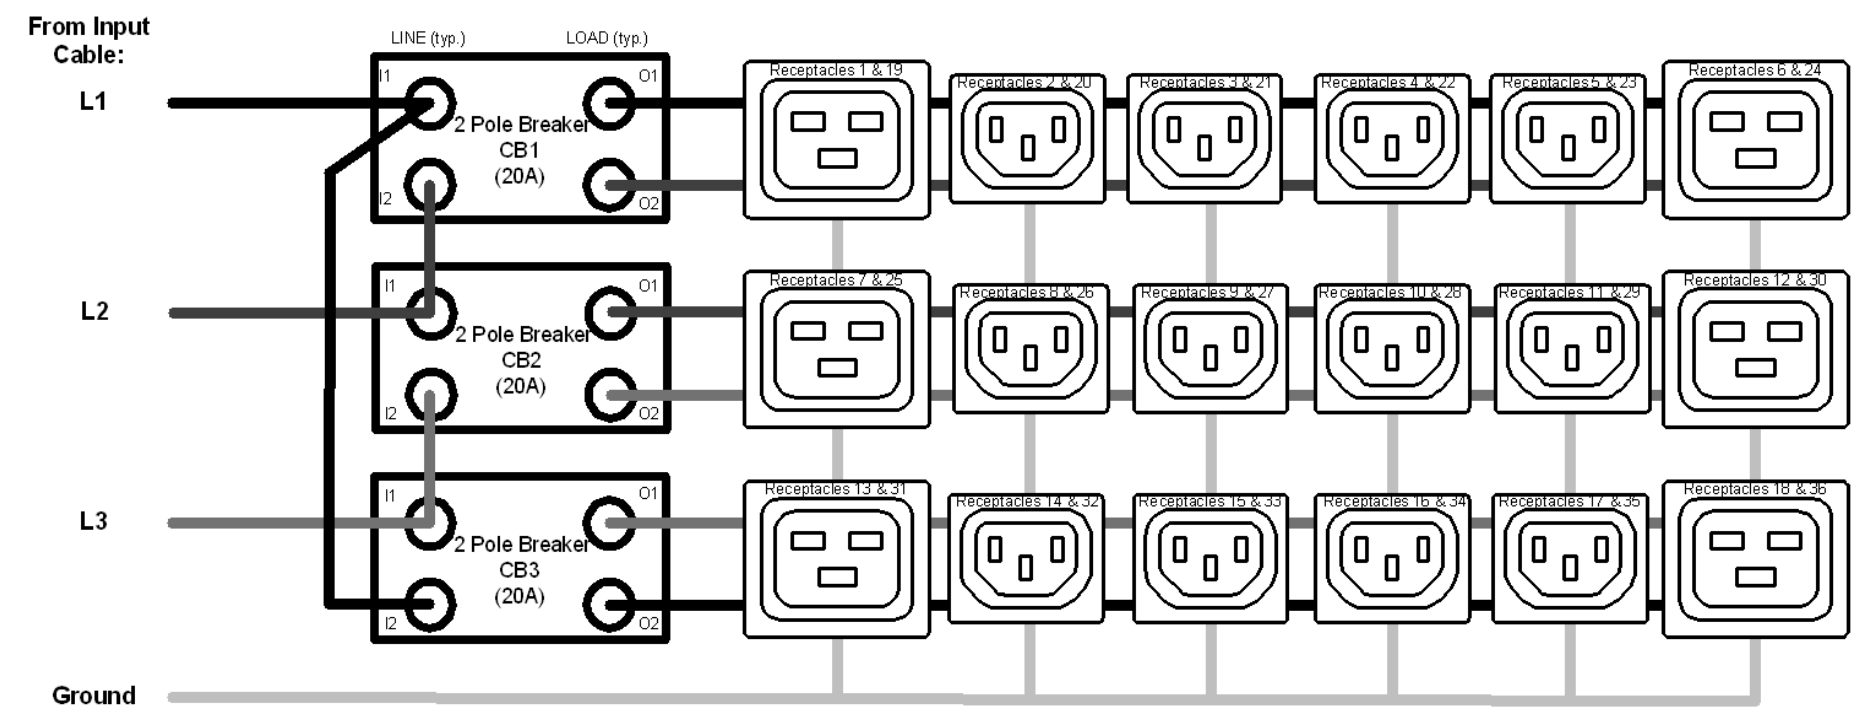 From Input
Cable:
LINE (typ.)
LOAD (typ.)
L1
I1
O1
2 Pole Breaker
CB1
(20A)
I2
O2
Receptacles 1 & 19
Receptacles 2 & 20
Receptacles 3 & 21
Receptacles 4 & 22
Receptacles 5 & 23
Receptacles 6 & 24
L2
I1
O1
2 Pole Breaker
CB2
(20A)
I2
O2
Receptacles 7 & 25
Receptacles 8 & 26
Receptacles 9 & 27
Receptacles 10 & 28
Receptacles 11 & 29
Receptacles 12 & 30
L3
I1
O1
2 Pole Breaker
CB3
(20A)
I2
O2
Receptacles 13 & 31
Receptacles 14 & 32
Receptacles 15 & 33
Receptacles 16 & 34
Receptacles 17 & 35
Receptacles 18 & 36
Ground